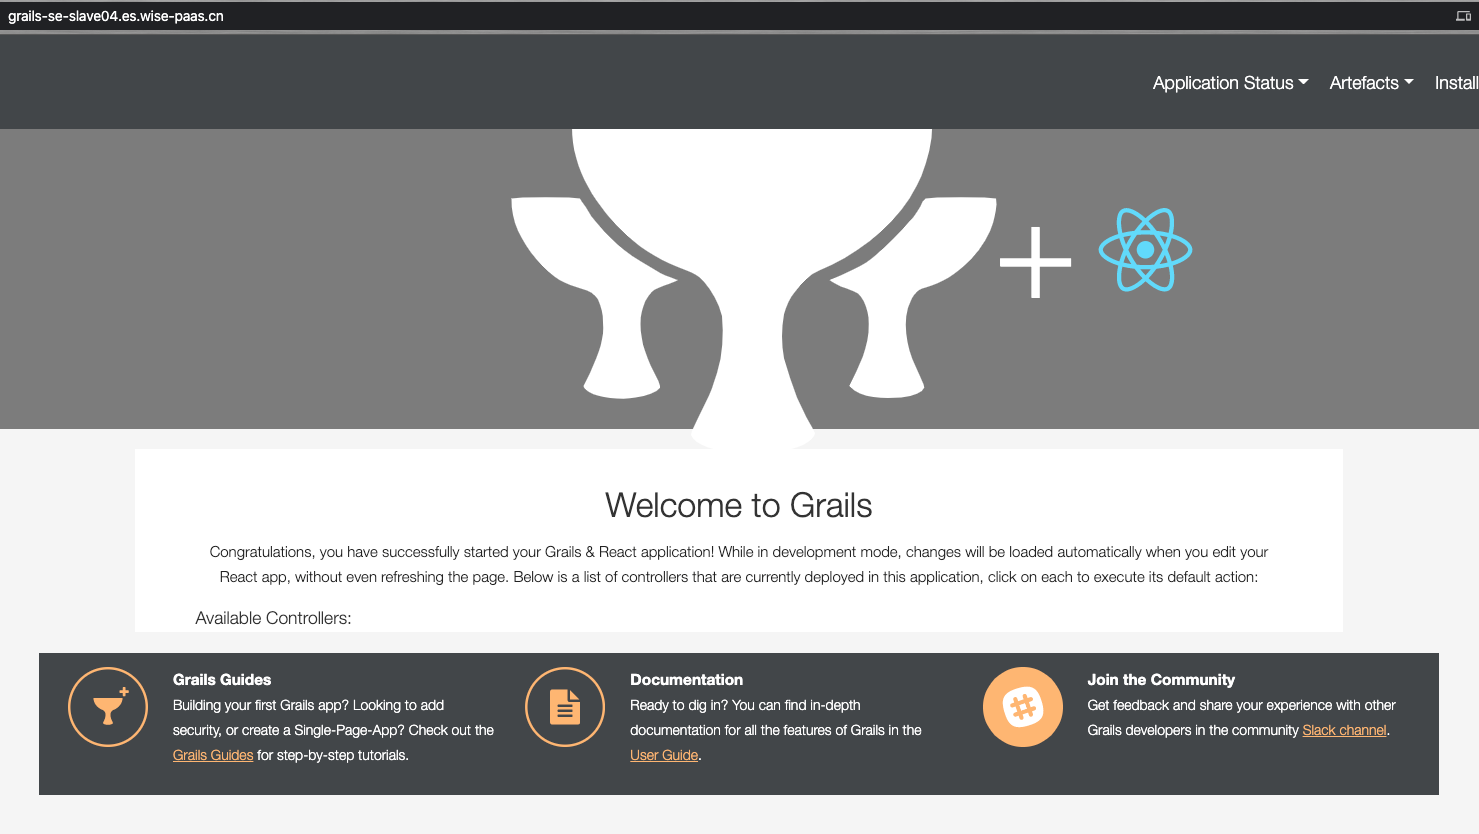 grails-se-slave04.es.wise-paas.cn
Application Status
Artefacts
Install
Welcome to Grails
Congratulations, you have successfully started your Grails & React application! While in development mode, changes will be loaded automatically when you edit your
React app, without even refreshing the page. Below is a list of controllers that are currently deployed in this application, click on each to execute its default action:
Available Controllers:
Grails Guides
Building your first Grails app? Looking to add
security, or create a Single-Page-App? Check out the
Grails Guides for step-by-step tutorials.
Documentation
Ready to dig in? You can find in-depth
documentation for all the features of Grails in the
User Guide.
Join the Community
Get feedback and share your experience with other
Grails developers in the community Slack channel.